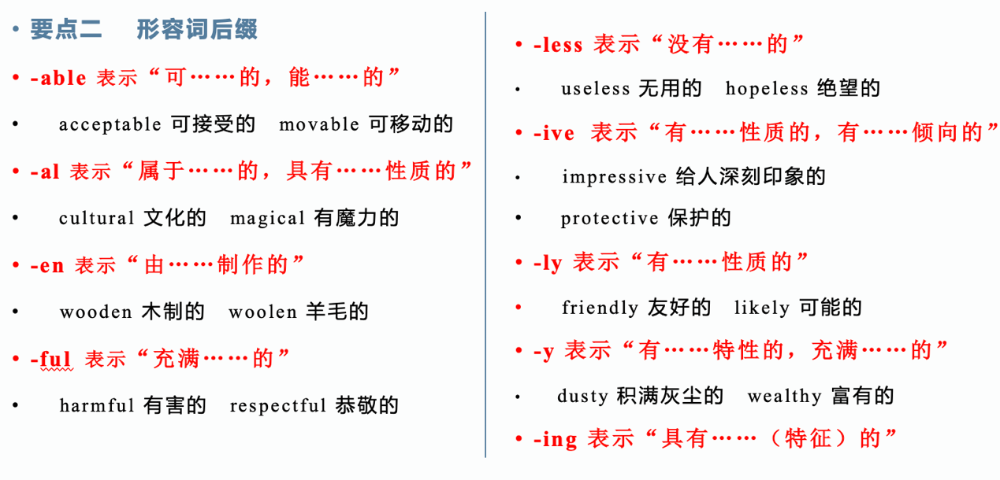 • 要点二 形容词后缀
• -able 表示“可……的，能……的”
• acceptable 可接受的 movable 可移动的
• -al 表示“属于……的，具有……性质的”
• cultural 文化的 magical 有魔力的
• -en 表示“由……制作的”
• wooden 木制的 woolen 羊毛的
• -ful 表示“充满……的”
• harmful 有害的 respectful 恭敬的
• -less 表示“没有……的”
• useless 无用的 hopeless 绝望的
• -ive 表示“有……性质的，有……倾向的”
• impressive 给人深刻印象的
• protective 保护的
• -ly 表示“有……性质的”
• friendly 友好的 likely 可能的
• -y 表示“有……特性的，充满……的”
• dusty 积满灰尘的 wealthy 富有的
• -ing 表示“具有……（特征）的”